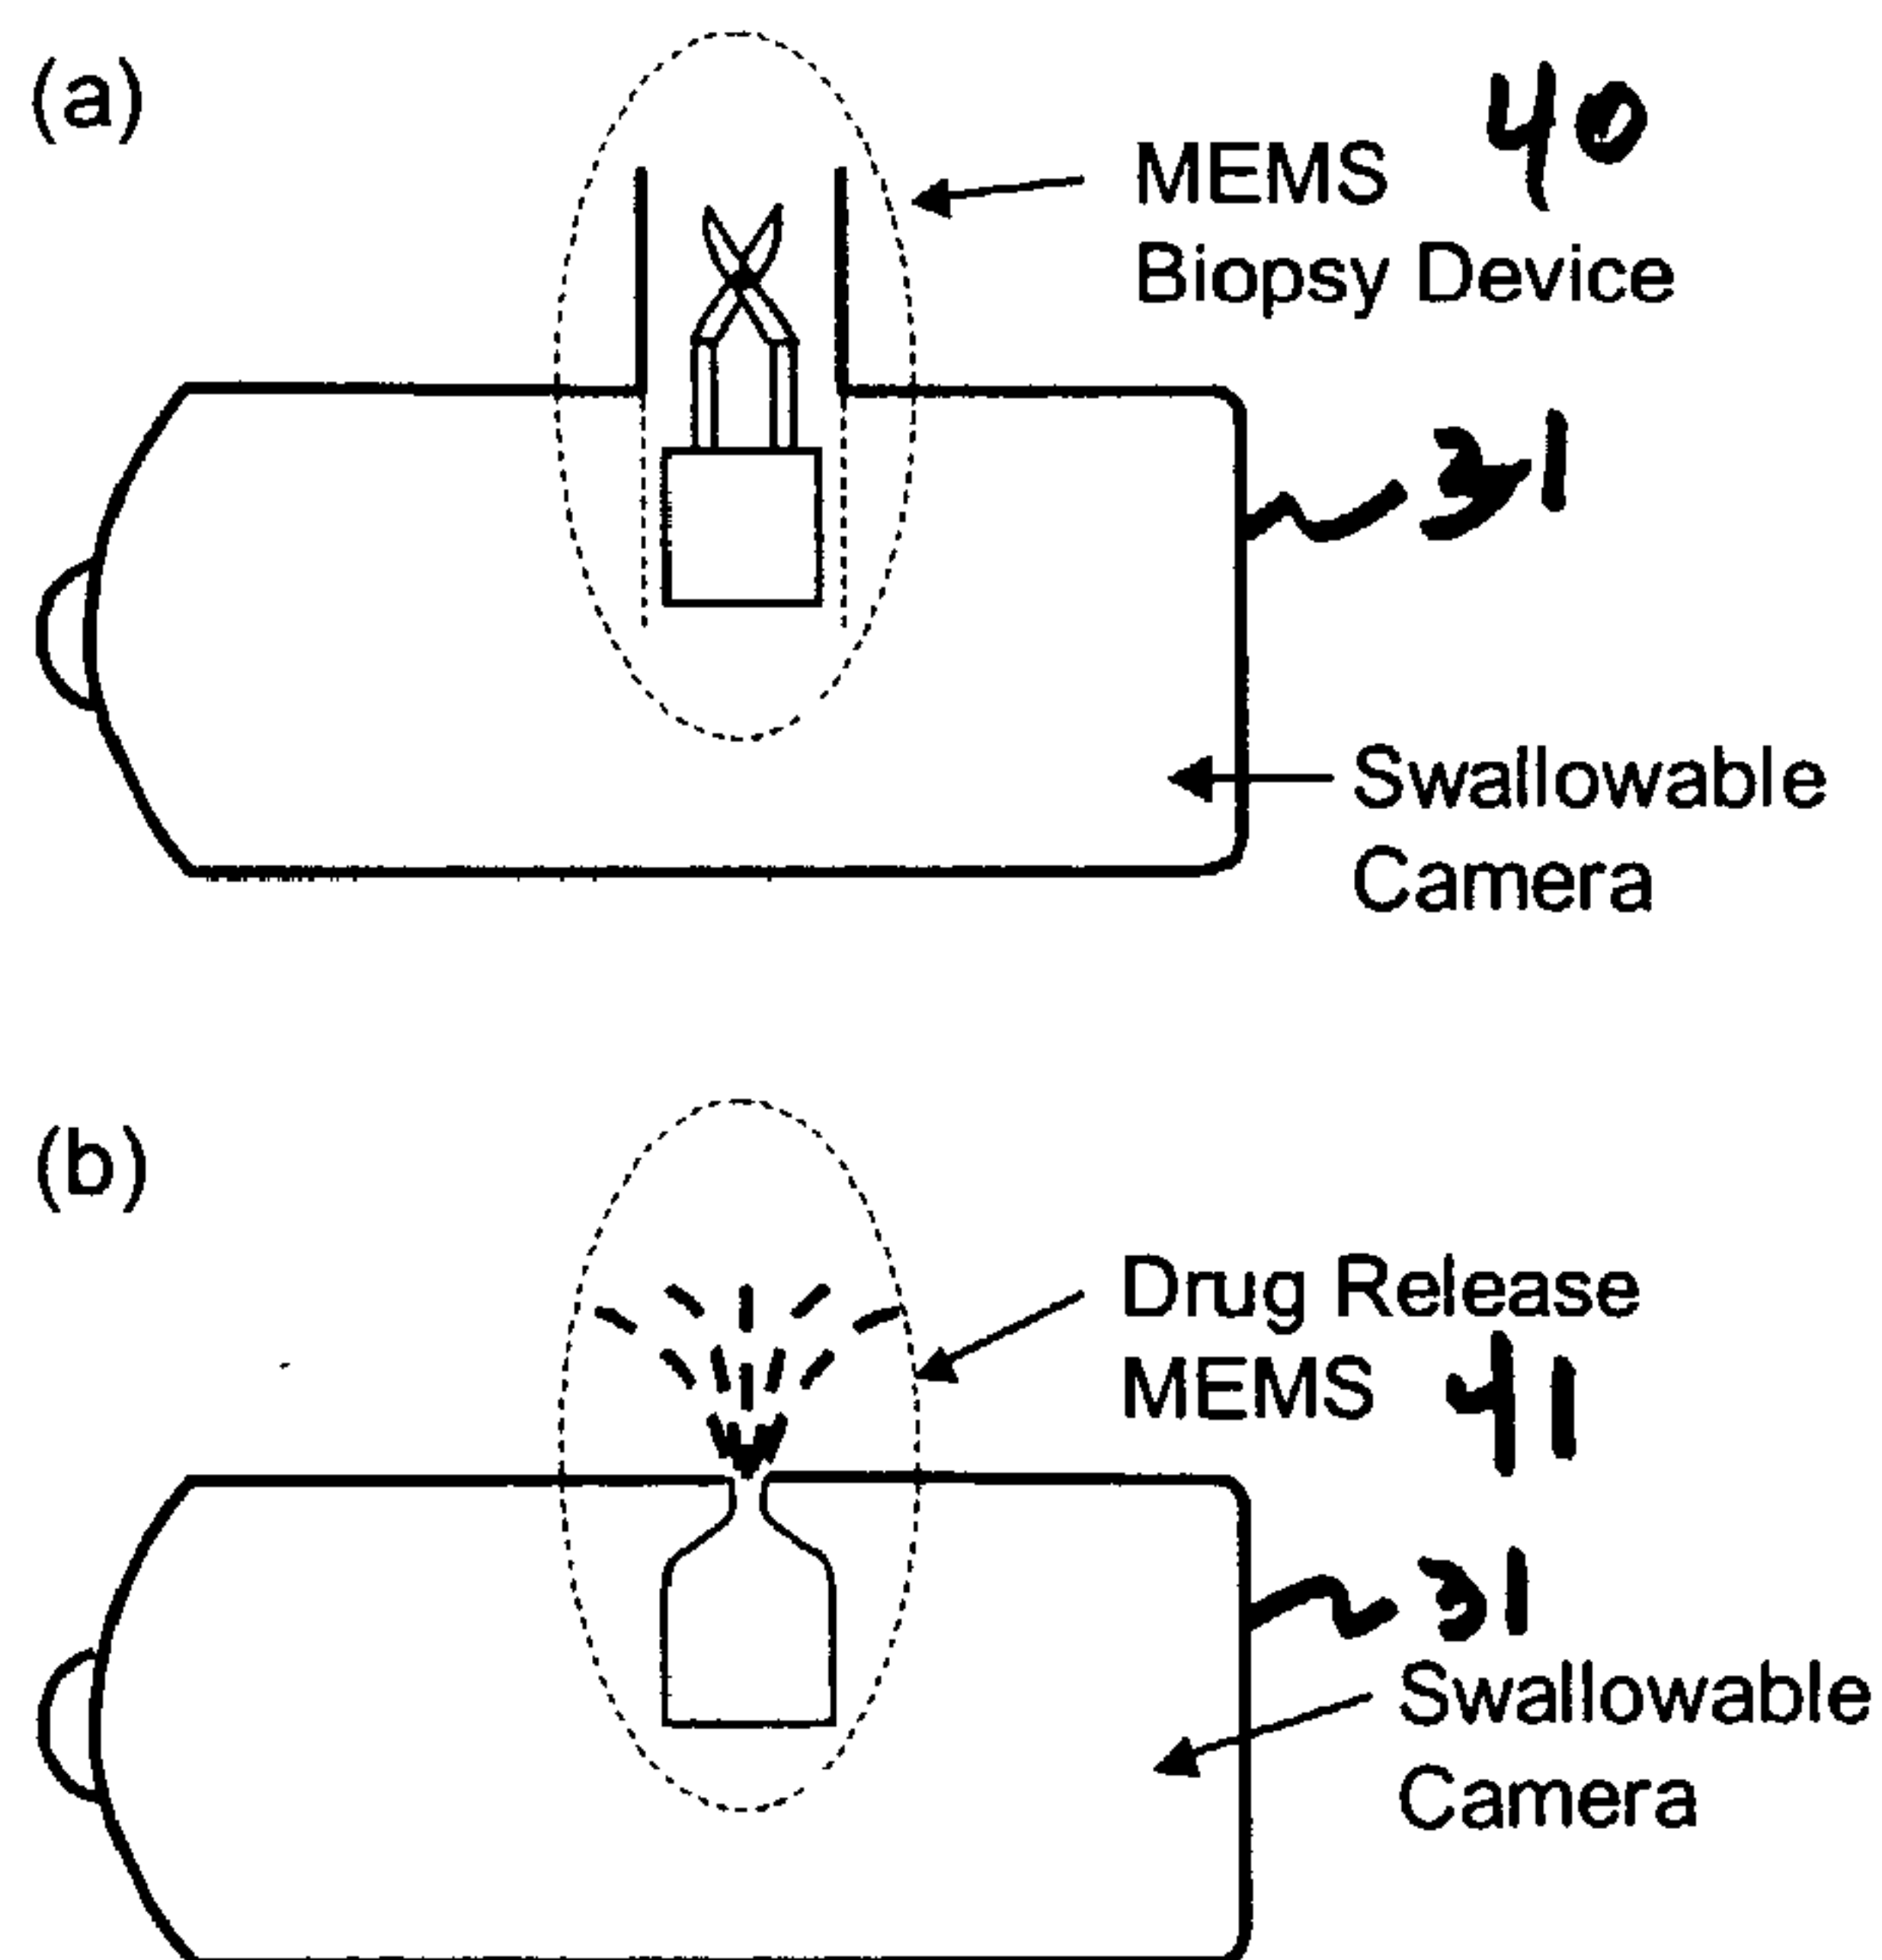 (a)
MEMS 40
Biopsy Device
31
Swallowable
Camera
(b)
Drug Release
MEMS 41
31
Swallowable
Camera